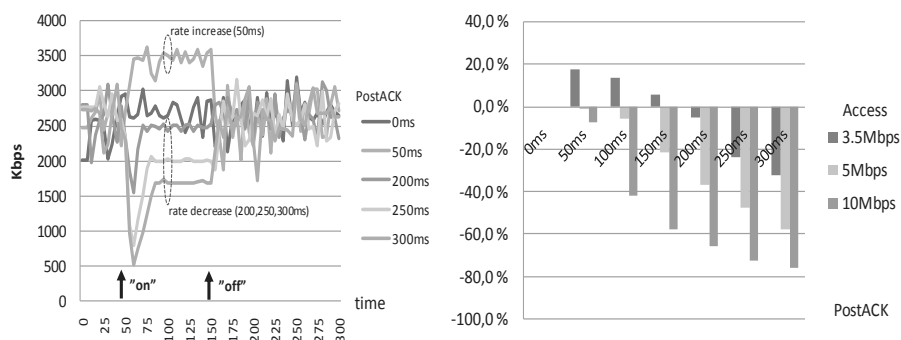 4000
3500
3000
2500
2000
1500
1000
500
0
Kbps
rate increase (50ms)
rate decrease (200,250,300ms)
"on"
"off"
0
25
50
75
100
125
150
175
200
225
250
275
300
time
PostACK
0ms
50ms
200ms
250ms
300ms
40,0 %
20,0 %
0,0 %
-20,0 %
-40,0 %
-60,0 %
-80,0 %
-100,0 %
0ms
50ms
100ms
150ms
200ms
250ms
300ms
Access
3.5Mbps
5Mbps
10Mbps
PostACK